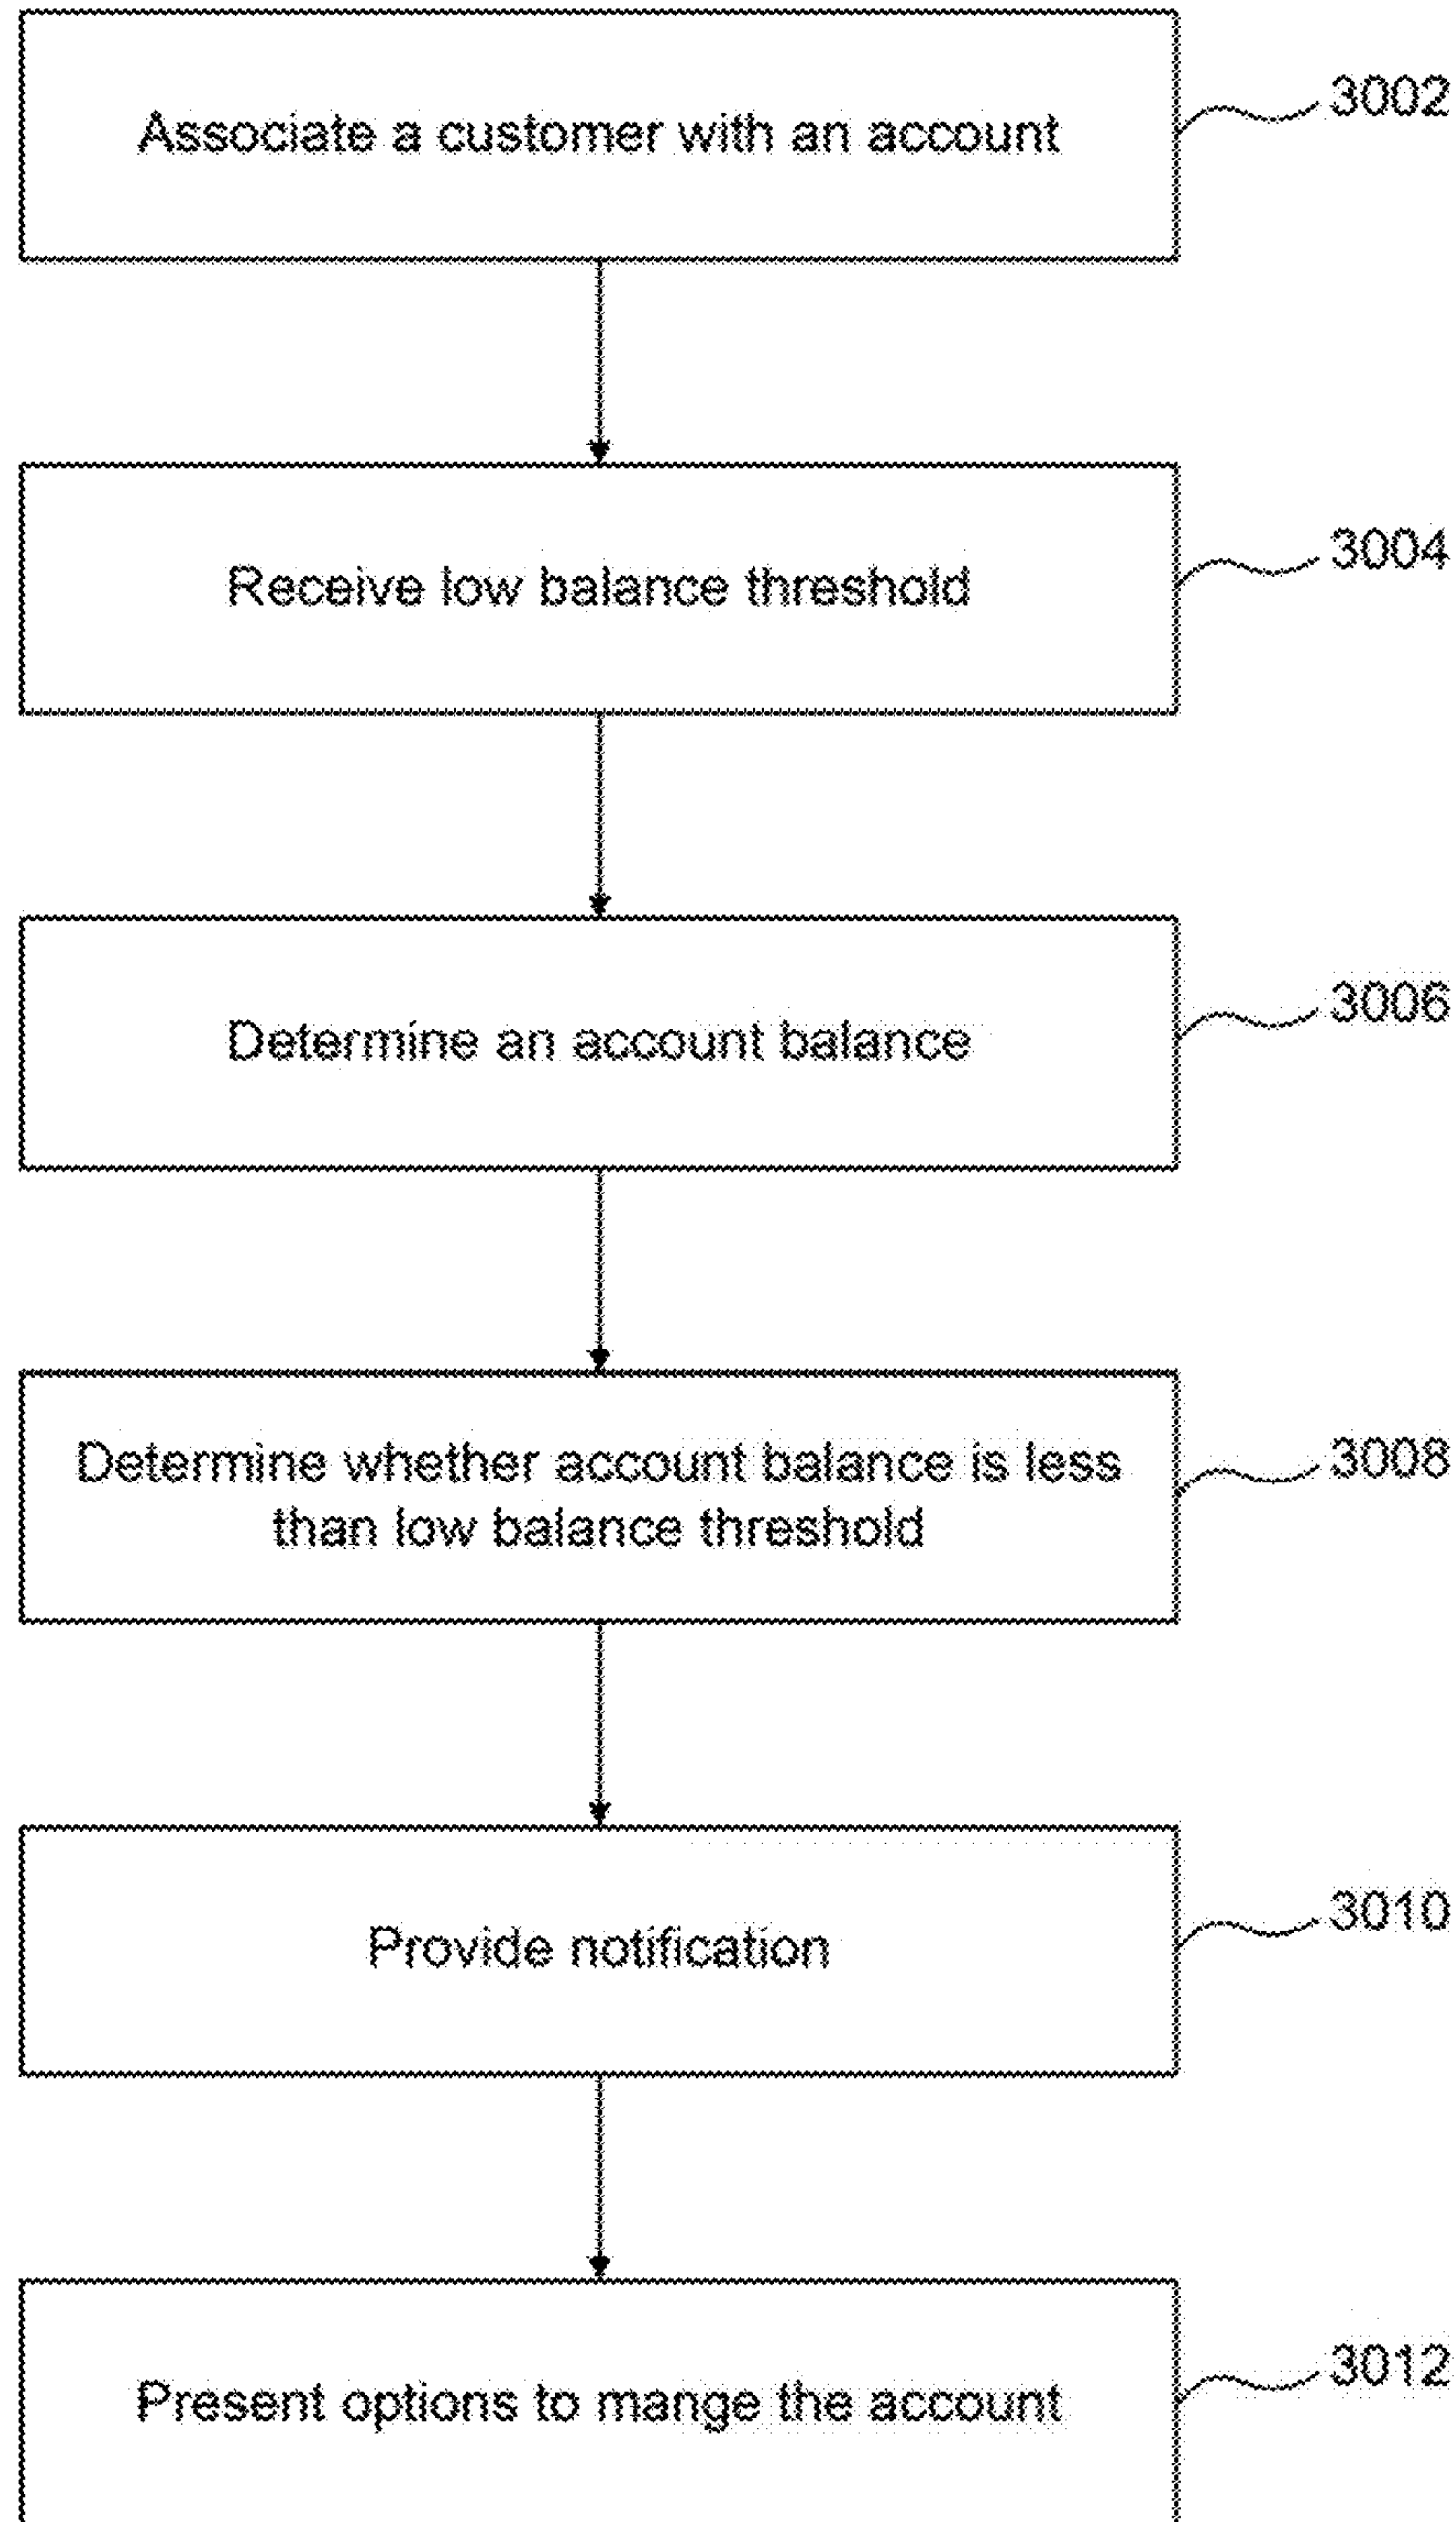 Associate a customer with an account
3002
Receive low balance threshold
3004
Determine an account balance
3006
Determine whether account balance is less
than low balance threshold
3008
Provide notification
3010
Present options to mange the account
3012